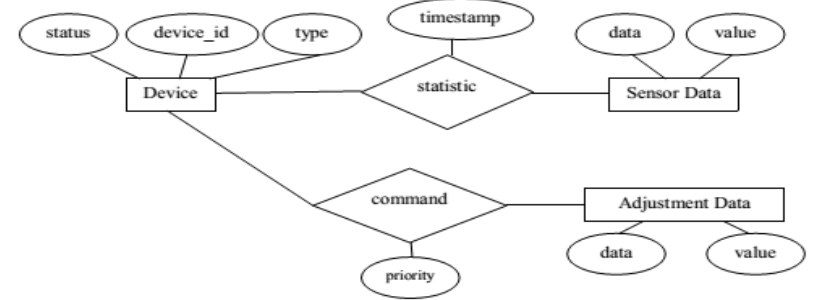 timestamp
status
device_id
type
data
value
statistic
Device
Sensor Data
command
Adjustment Data
data
value
priority